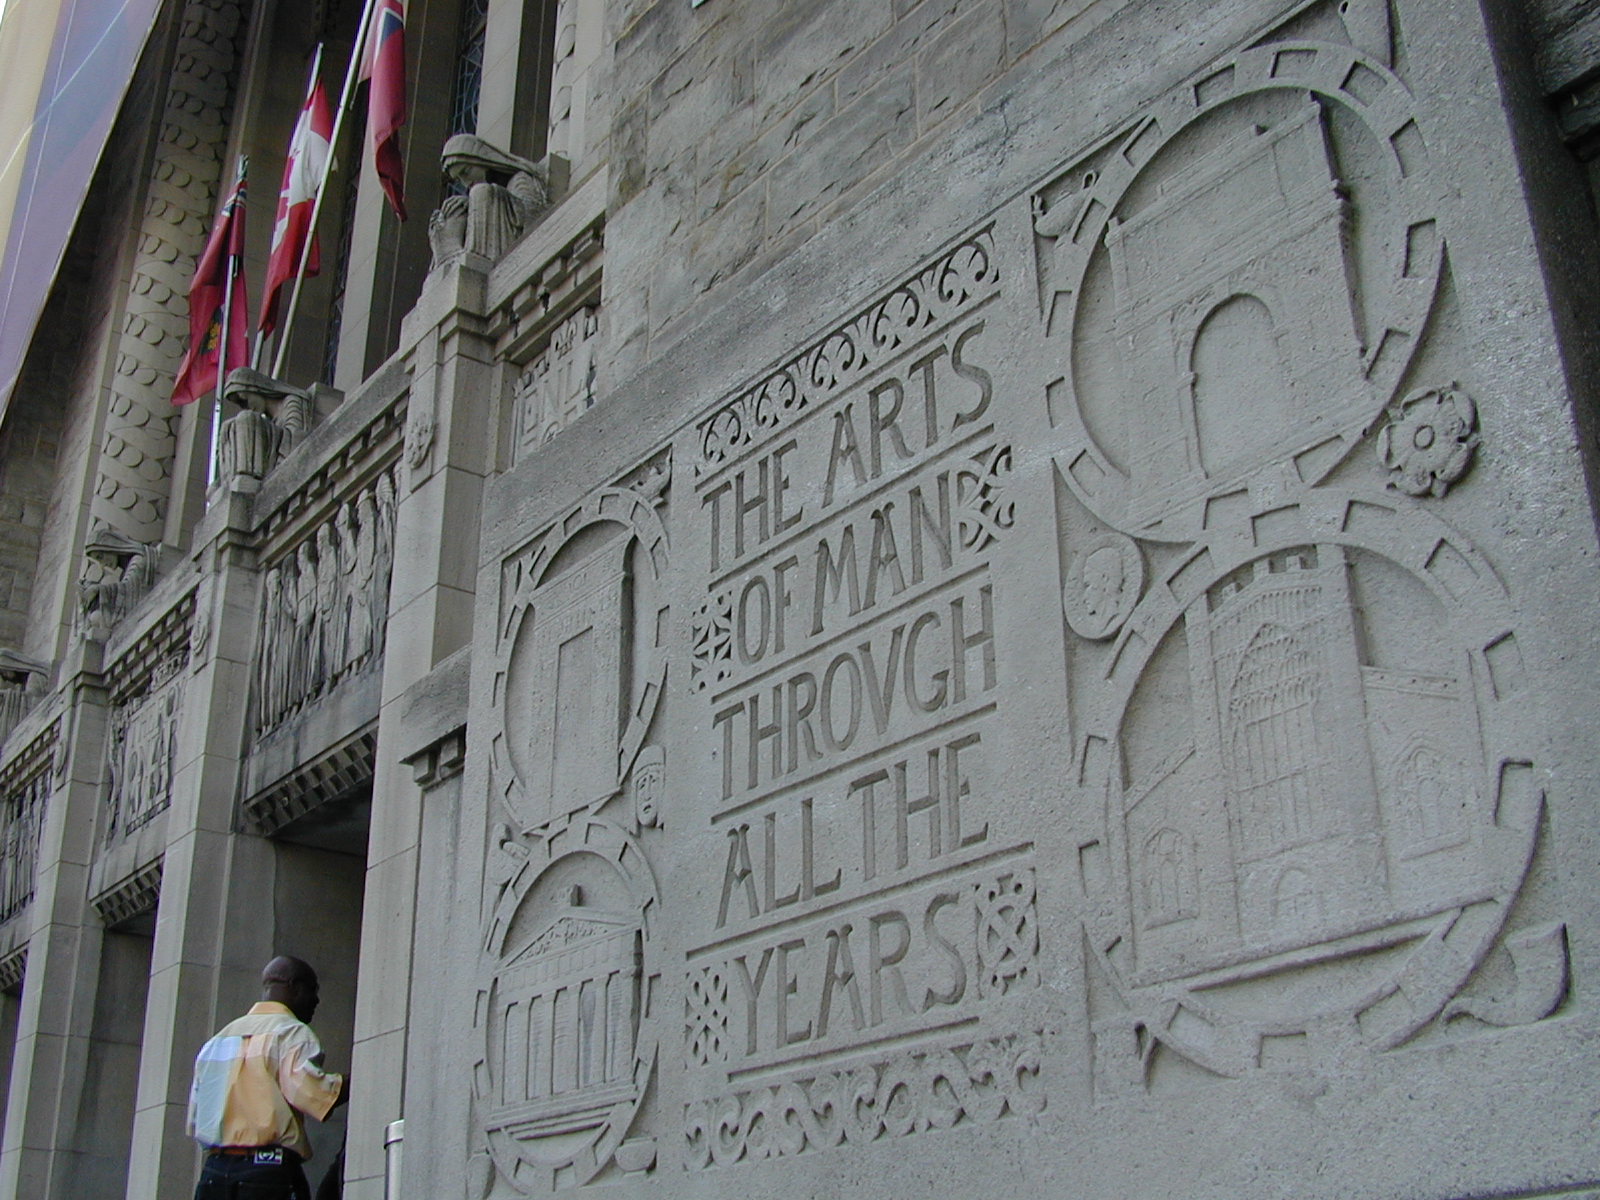 THE ARTS
OF MAN
THROVGH
ALL THE
YEARS